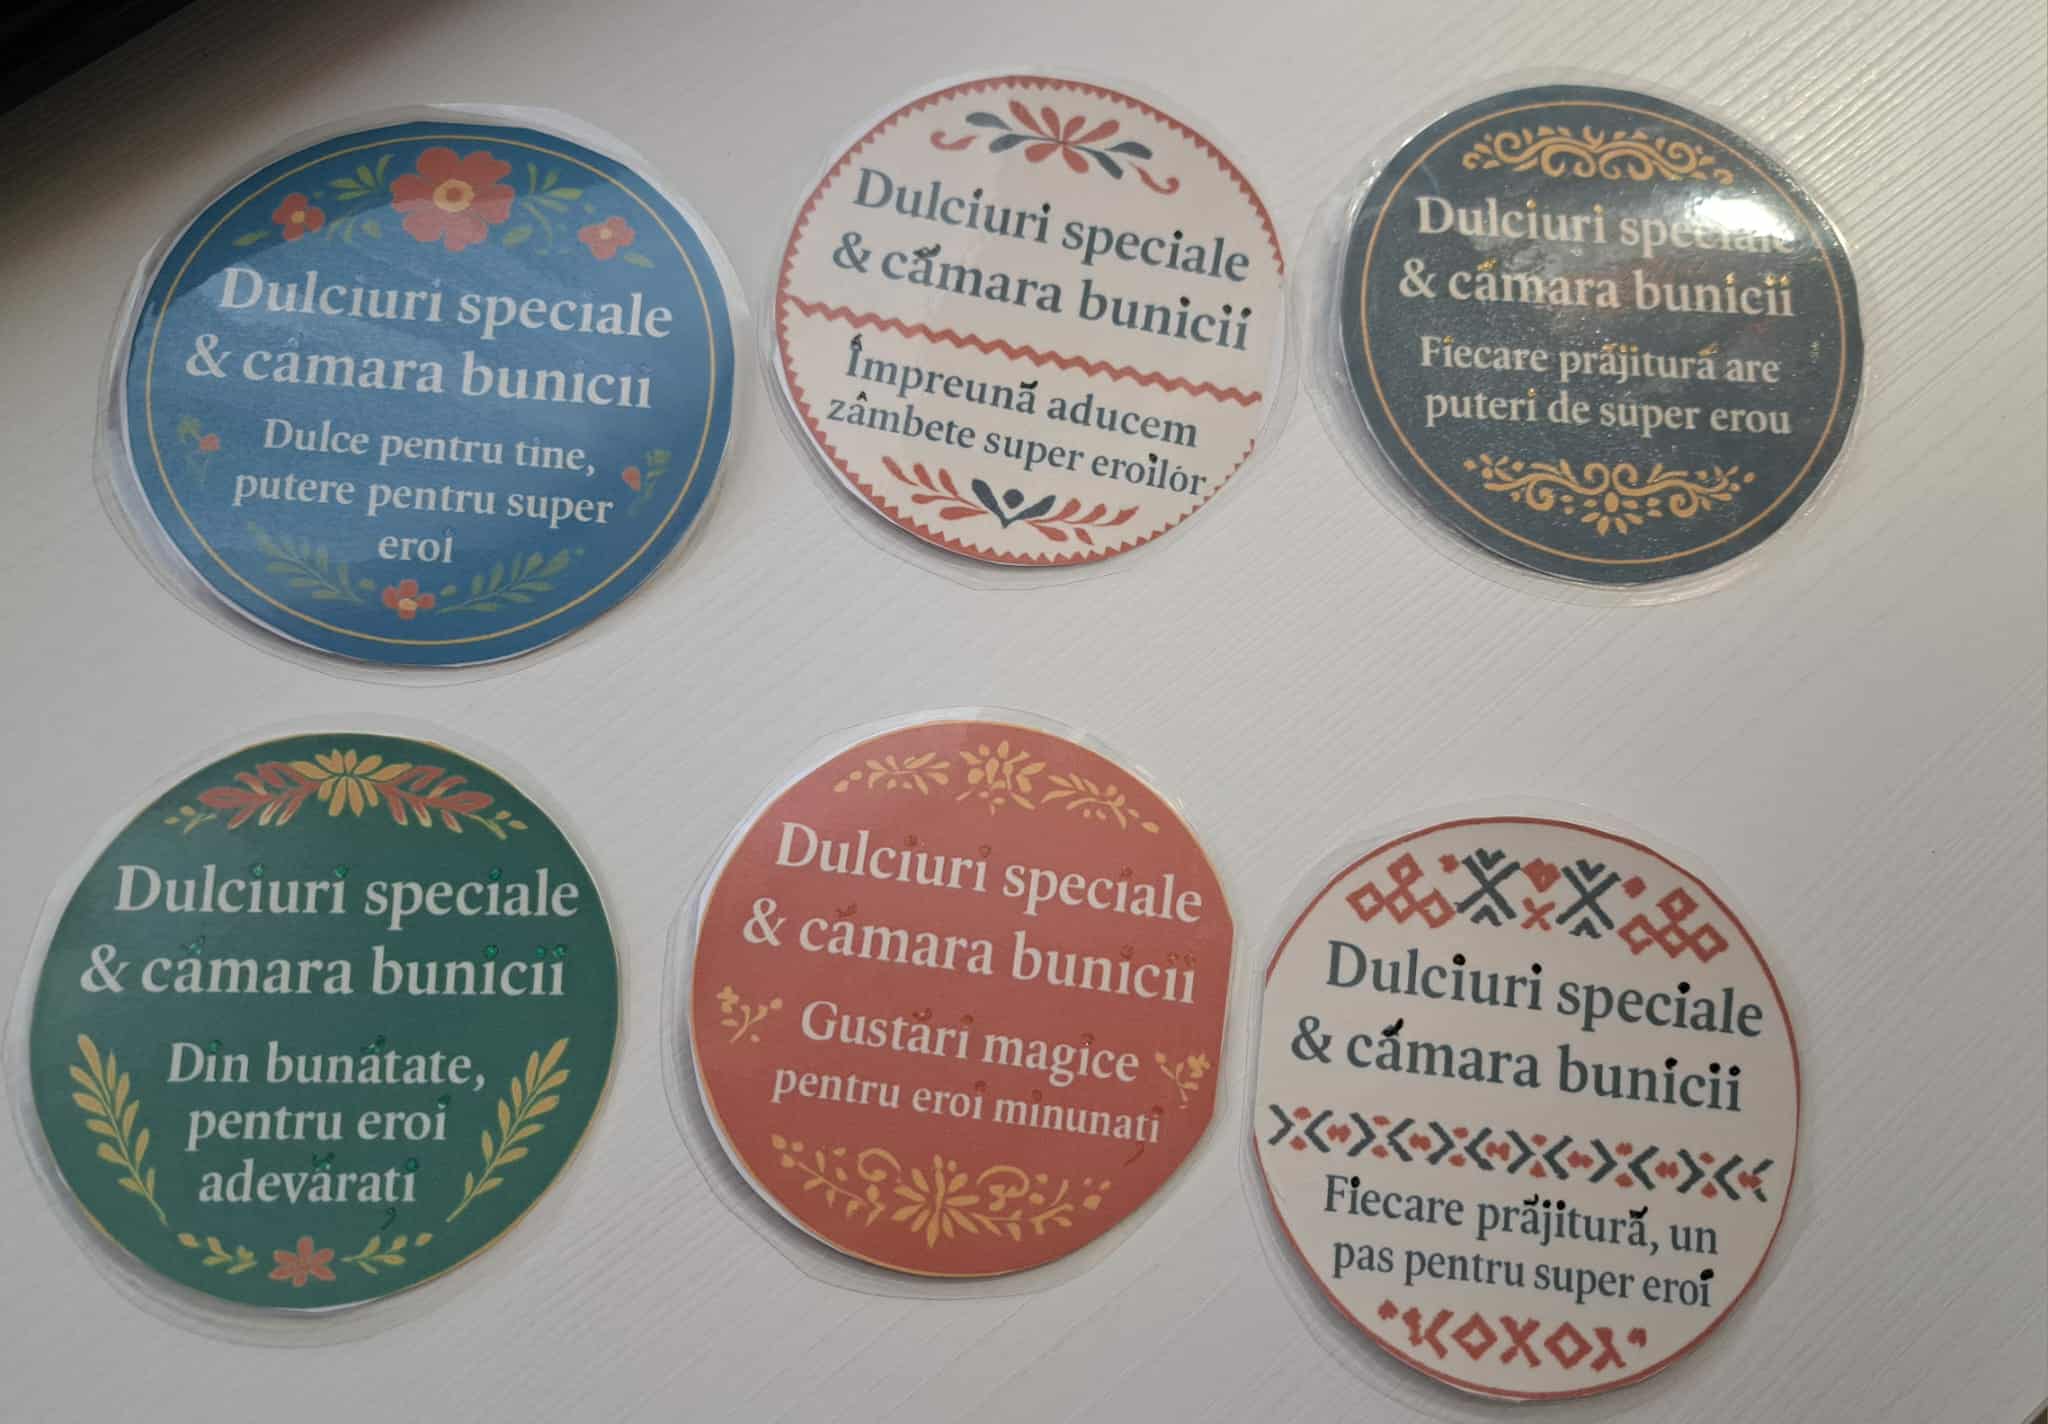 Dulciuri speciale
& cămara bunicii
Dulce pentru tine,
putere pentru super
eroi
Dulciuri speciale
& cămara bunicii
Împreună aducem
zâmbete super eroilor
Dulciuri speciale
& cămara bunicii
Fiecare prăjitură are
puteri de super erou
Dulciuri speciale
& cămara bunicii
Din bunătate,
pentru eroi
adevărați
Dulciuri speciale
& cămara bunicii
Gustări magice
pentru eroi minunați
Dulciuri speciale
& cămara bunicii
Fiecare prăjitură, un
pas pentru super eroi